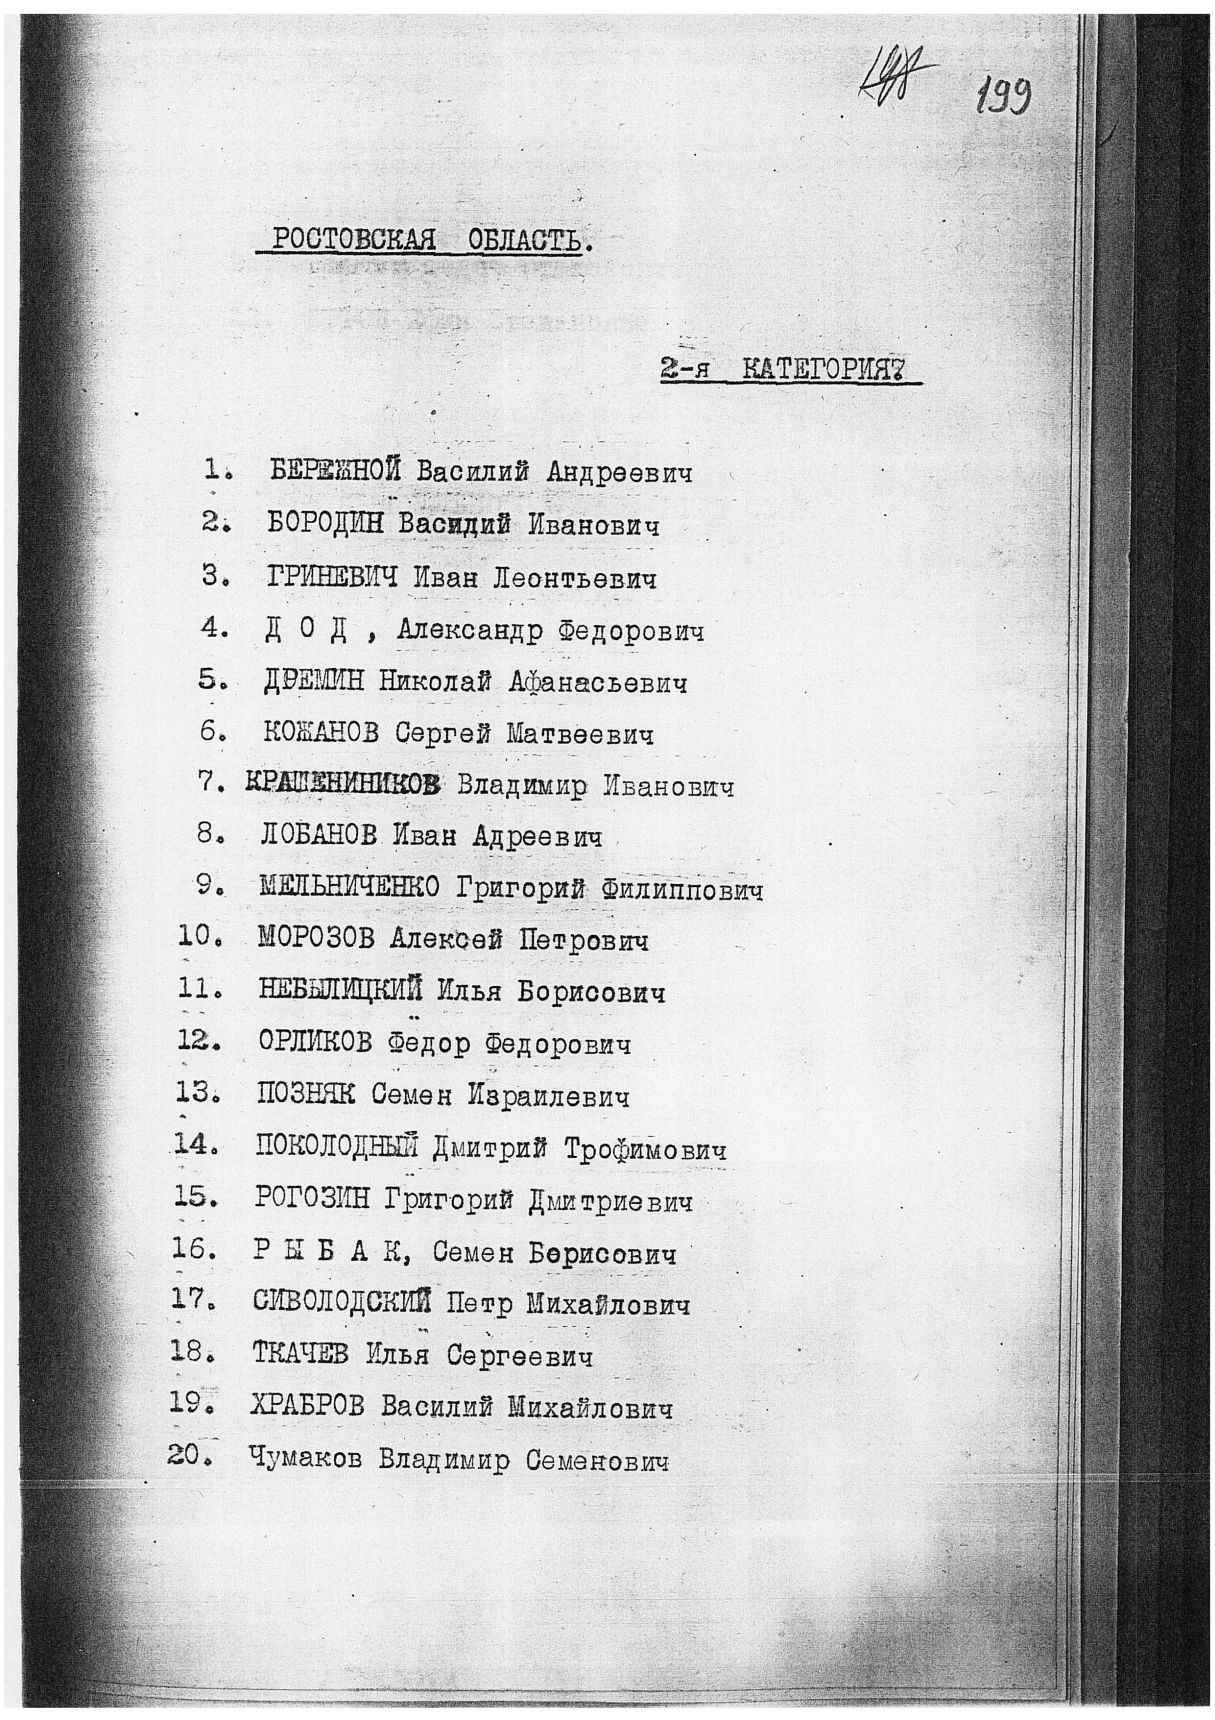 199
РОСТОВСКАЯ ОБЛАСТЬ.
2-я КАТЕГОРИЯ?
1. БЕРЕЖНОЙ Василий Андреевич
2. БОРОДИН Василий Иванович
3. ГРИНЕВИЧ Иван Леонтьевич
4. Д О Д , Александр Федорович
5. ДРЕМИН Николай Афанасьевич
6. КОЖАНОВ Сергей Матвеевич
7. КРАШЕНИНИКОВ Владимир Иванович
8. ЛОБАНОВ Иван Адреевич
9. МЕЛЬНИЧЕНКО Григорий Филиппович
10. МОРОЗОВ Алексей Петрович
11. НЕБЫЛИЦКИЙ Илья Борисович
12. ОРЛИКОВ Федор Федорович
13. ПОЗНЯК Семен Израилевич
14. ПОКОЛОДНЫЙ Дмитрий Трофимович
15. РОГОЗИН Григорий Дмитриевич
16. Р Ы Б А К, Семен Борисович
17. СИВОЛОДСКИЙ Петр Михайлович
18. ТКАЧЕВ Илья Сергеевич
19. ХРАБРОВ Василий Михайлович
20. Чумаков Владимир Семенович